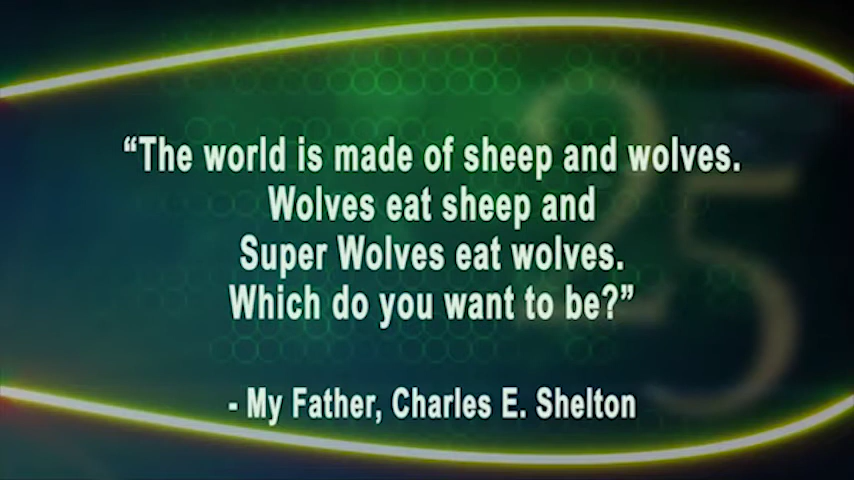 25
“The world is made of sheep and wolves.
Wolves eat sheep and
Super Wolves eat wolves.
Which do you want to be?”
- My Father, Charles E. Shelton